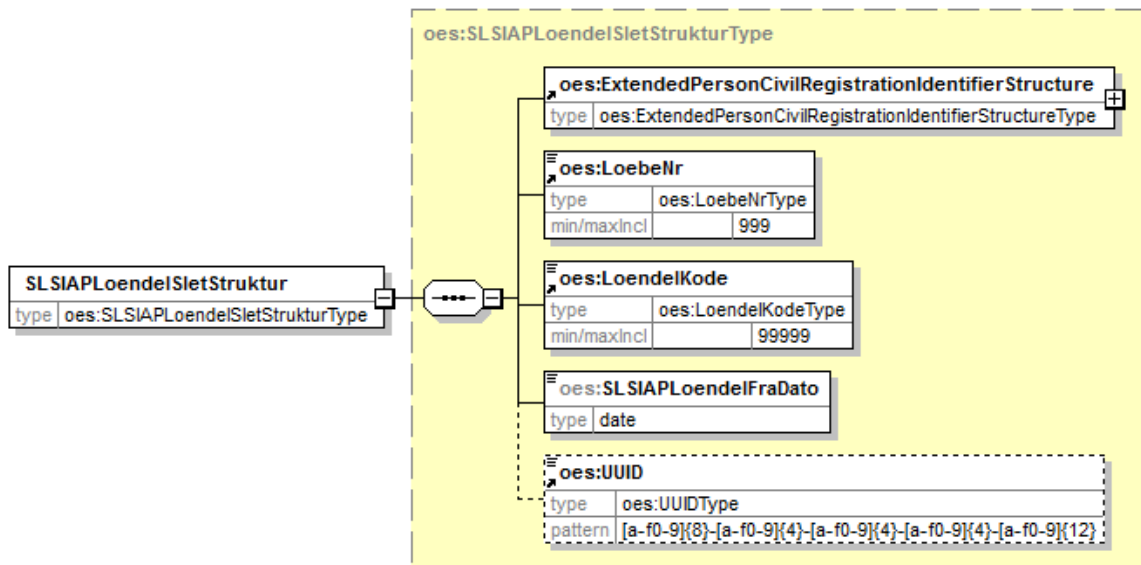 oes:SLSIAPLoendelSletStrukturType
oes:ExtendedPersonCivilRegistrationIdentifierStructure
type oes:ExtendedPersonCivilRegistrationIdentifierStructureType
oes:LoebeNr
type oes:LoebeNrType
min/maxIncl 999
SLSIAPLoendelSletStruktur
type oes:SLSIAPLoendelSletStrukturType
oes:LoendelKode
type oes:LoendelKodeType
min/maxIncl 99999
oes:SLSIAPLoendelFraDato
type date
oes:UUID
type oes:UUIDType
pattern [a-f0-9]{8}-[a-f0-9]{4}-[a-f0-9]{4}-[a-f0-9]{4}-[a-f0-9]{12}